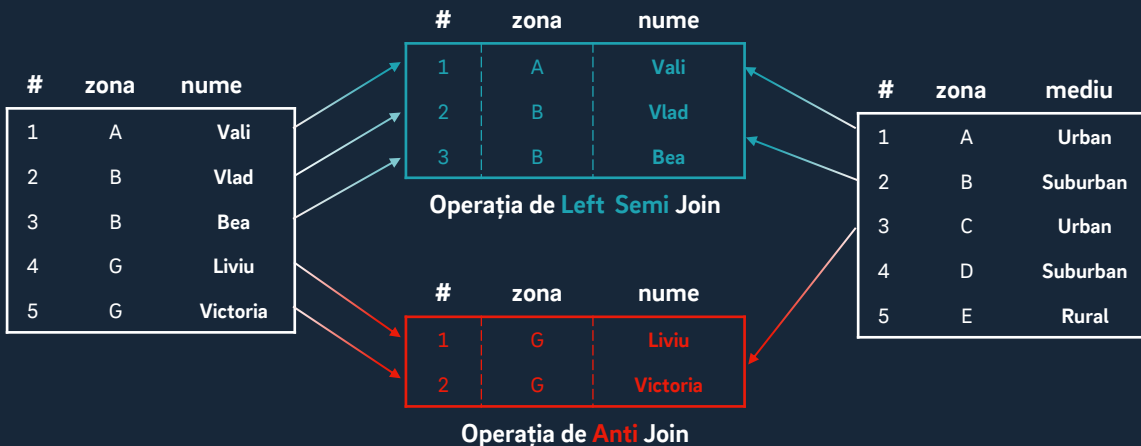 # zona nume
1 A Vali
2 B Vlad
3 B Bea
4 G Liviu
5 G Victoria
# zona nume
1 A Vali
2 B Vlad
3 B Bea
Operația de Left Semi Join
# zona nume
1 G Liviu
2 G Victoria
Operația de Anti Join
# zona mediu
1 A Urban
2 B Suburban
3 C Urban
4 D Suburban
5 E Rural